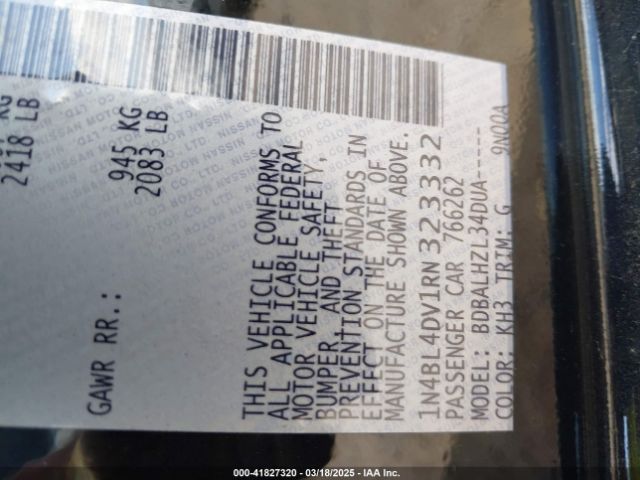 KG
2418 LB
GAWR RR.: 945 KG
2083 LB
THIS VEHICLE CONFORMS TO
ALL APPLICABLE FEDERAL
MOTOR VEHICLE SAFETY,
BUMPER, AND THEFT
PREVENTION STANDARDS IN
EFFECT ON THE DATE OF
MANUFACTURE SHOWN ABOVE.
1N4BL4DV1RN323332
PASSENGER CAR 766262
MODEL: BDBALHZL34DUA-----
COLOR: KH3 TRIM: G 9N00A
000-41827320 — 03/18/2025 — IAA Inc.